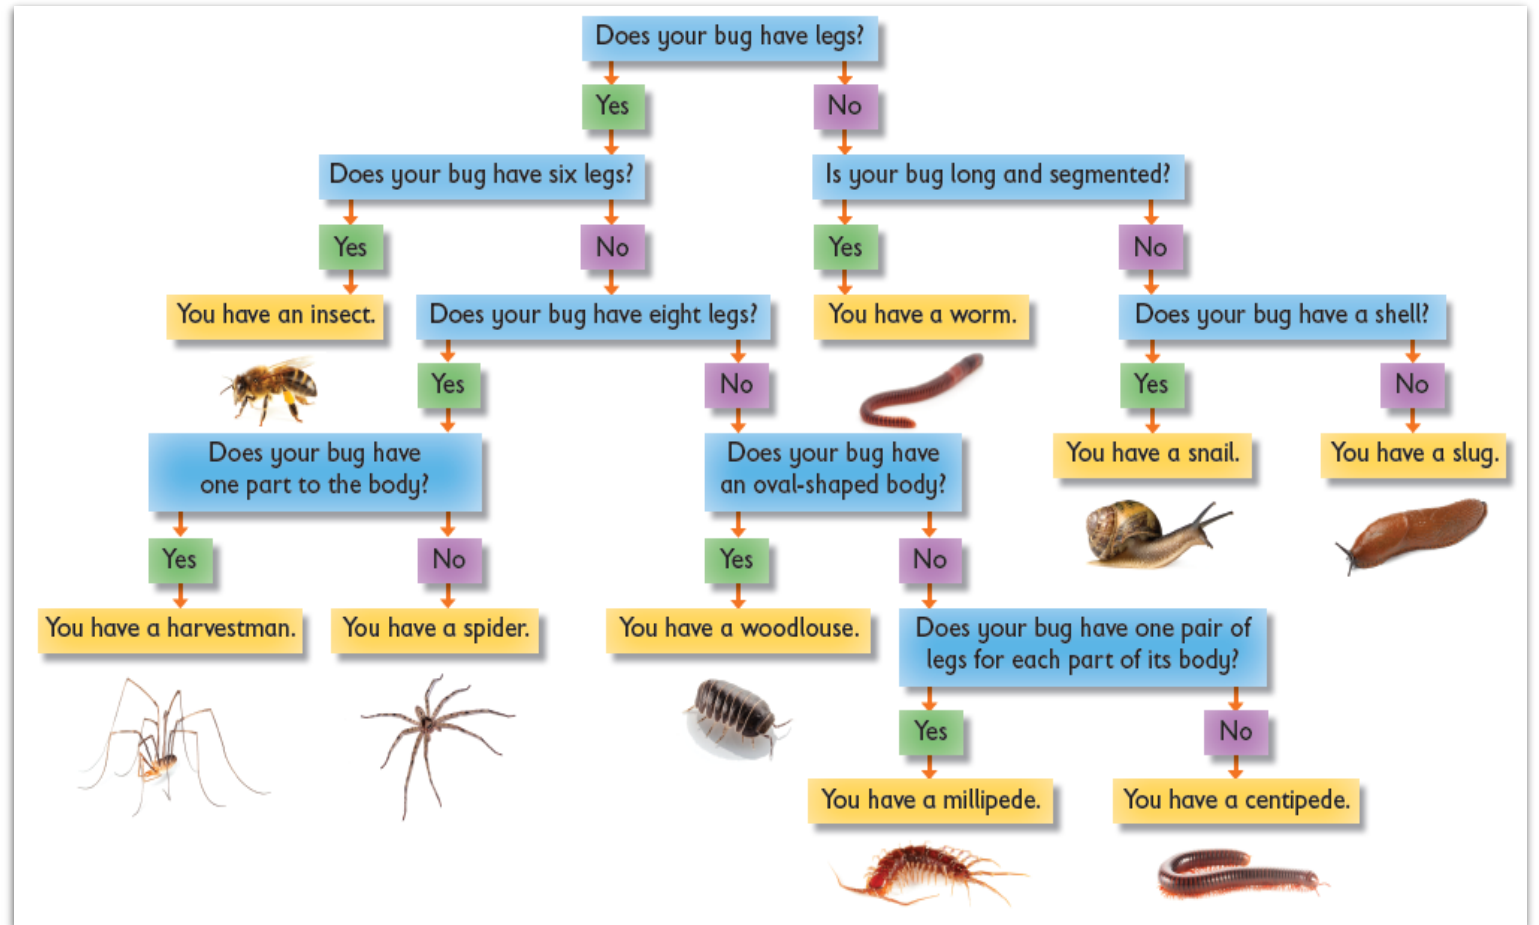 Does your bug have legs?
Yes
No
Does your bug have six legs?
Is your bug long and segmented?
Yes
No
Yes
No
You have an insect.
Does your bug have eight legs?
You have a worm.
Does your bug have a shell?
Yes
No
Yes
No
Does your bug have
one part to the body?
Does your bug have
an oval-shaped body?
You have a snail.
You have a slug.
Yes
No
Yes
No
You have a harvestman.
You have a spider.
You have a woodlouse.
Does your bug have one pair of
legs for each part of its body?
Yes
No
You have a millipede.
You have a centipede.